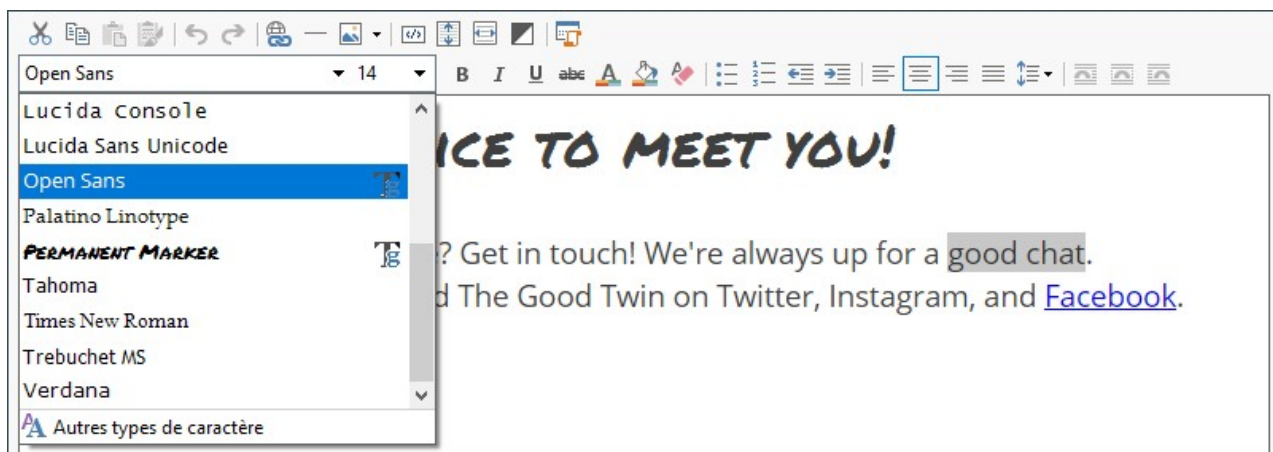 Open Sans 14 B I U abc A
Lucida Console
Lucida Sans Unicode
Open Sans
Palatino Linotype
PERMANENT MARKER
Tahoma
Times New Roman
Trebuchet MS
Verdana
Autres types de caractère
ICE TO MEET YOU!
? Get in touch! We're always up for a good chat.
d The Good Twin on Twitter, Instagram, and Facebook.